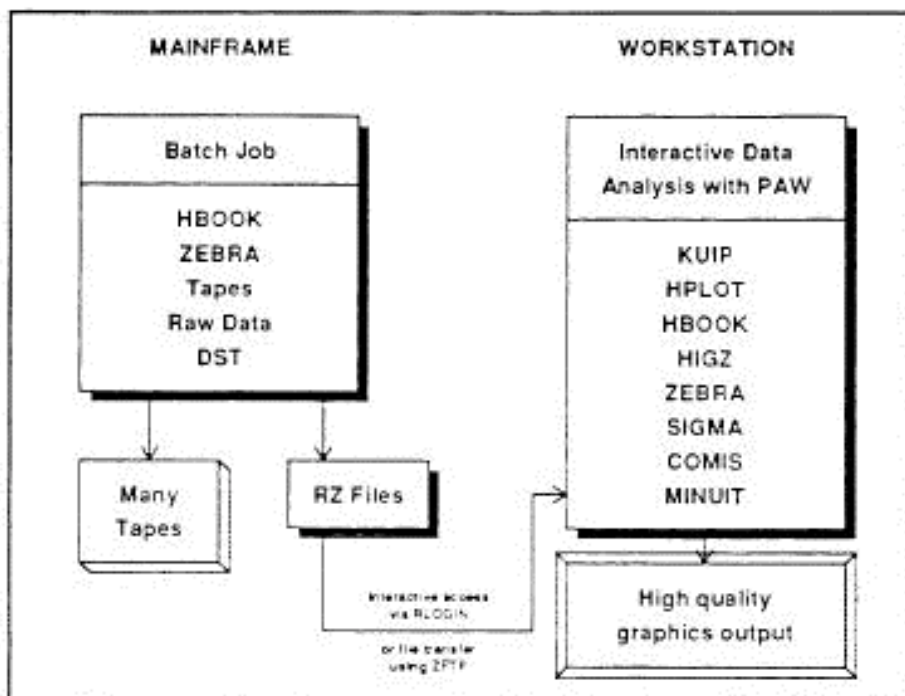 MAINFRAME
Batch Job
HBOOK
ZEBRA
Tapes
Raw Data
DST
Many
Tapes
RZ Files
Interactive access
via RLOGIN
or file transfer
using ZFTP
WORKSTATION
Interactive Data
Analysis with PAW
KUIP
HPLOT
HBOOK
HIGZ
ZEBRA
SIGMA
COMIS
MINUIT
High quality
graphics output